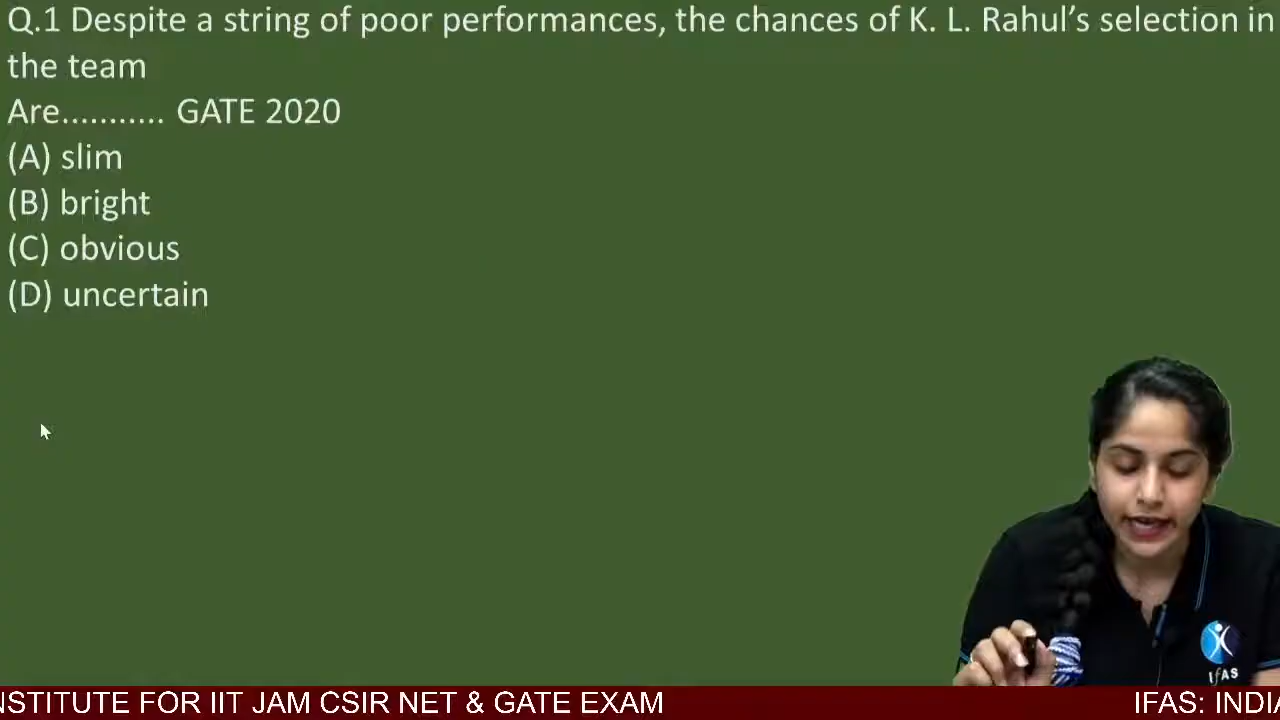 Q.1 Despite a string of poor performances, the chances of K. L. Rahul’s selection in
the team
Are........... GATE 2020
(A) slim
(B) bright
(C) obvious
(D) uncertain
IFAS
NSTITUTE FOR IIT JAM CSIR NET & GATE EXAM
IFAS: INDIA